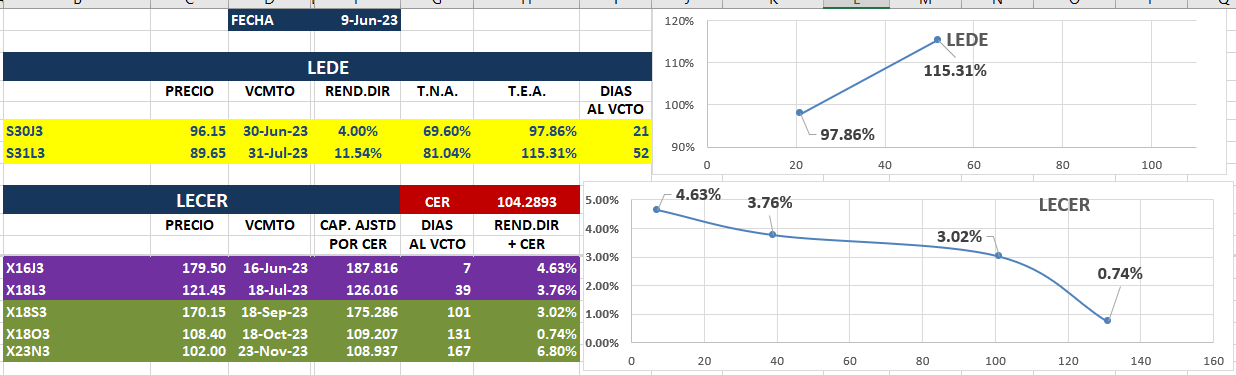 FECHA 9-Jun-23
LEDE
PRECIO VCMTO REND.DIR T.N.A. T.E.A. DIAS
AL VCTO
S30J3 96.15 30-Jun-23 4.00% 69.60% 97.86% 21
S31L3 89.65 31-Jul-23 11.54% 81.04% 115.31% 52
LECER CER 104.2893
PRECIO VCMTO CAP. AJSTD DIAS REND.DIR
POR CER AL VCTO + CER
X16J3 179.50 16-Jun-23 187.816 7 4.63%
X18L3 121.45 18-Jul-23 126.016 39 3.76%
X18S3 170.15 18-Sep-23 175.286 101 3.02%
X18O3 108.40 18-Oct-23 109.207 131 0.74%
X23N3 102.00 23-Nov-23 108.937 167 6.80%
120%
LEDE
115.31%
110%
100%
97.86%
90%
0 20 40 60 80 100
5.00%
4.63%
3.76%
LECER
4.00%
3.02%
3.00%
0.74%
2.00%
1.00%
0.00%
0 20 40 60 80 100 120 140 160